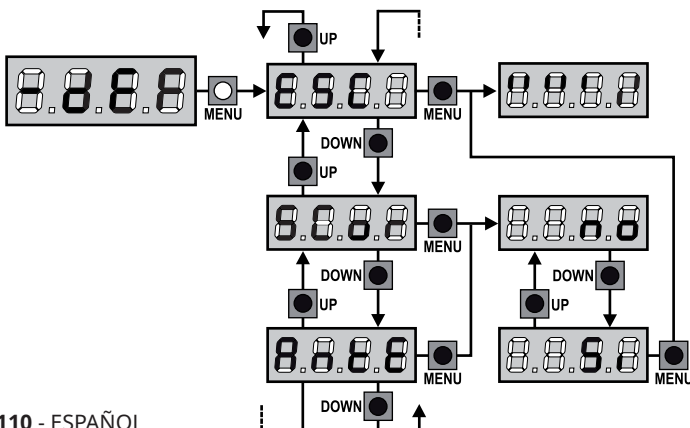 UP
-dEF
MENU
ESC
MENU
DOWN
UP
SCor
MENU
no
DOWN
UP
DOWN
UP
AntE
MENU
Si
MENU
DOWN
110 - ESPAÑOL